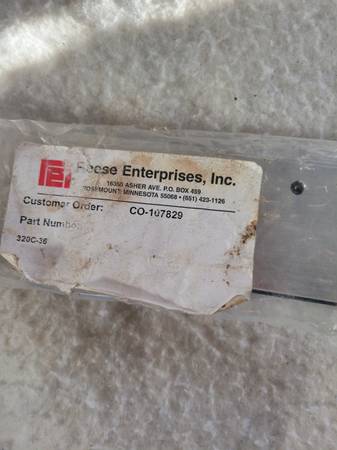 Reese Enterprises, Inc.
16350 ASHER AVE. P.O. BOX 459
ROSEMOUNT, MINNESOTA 55068 • (651) 423-1126
Customer Order: CO-107829
Part Number:
320C-36